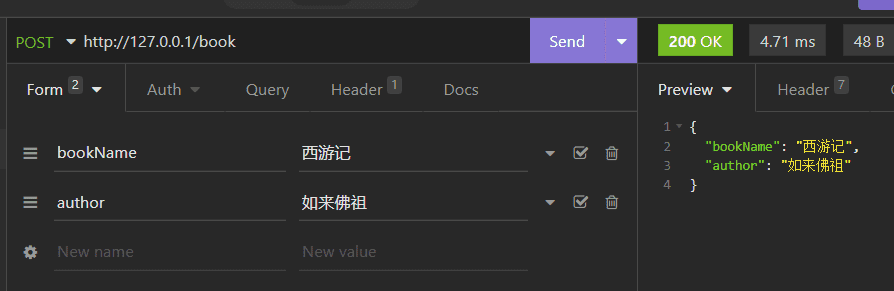 POST http://127.0.0.1/book Send 200 OK 4.71 ms 48 B
Form 2 Auth Query Header 1 Docs Preview Header 7
bookName 西游记
author 如来佛祖
New name New value
1 {
2 "bookName": "西游记",
3 "author": "如来佛祖"
4 }